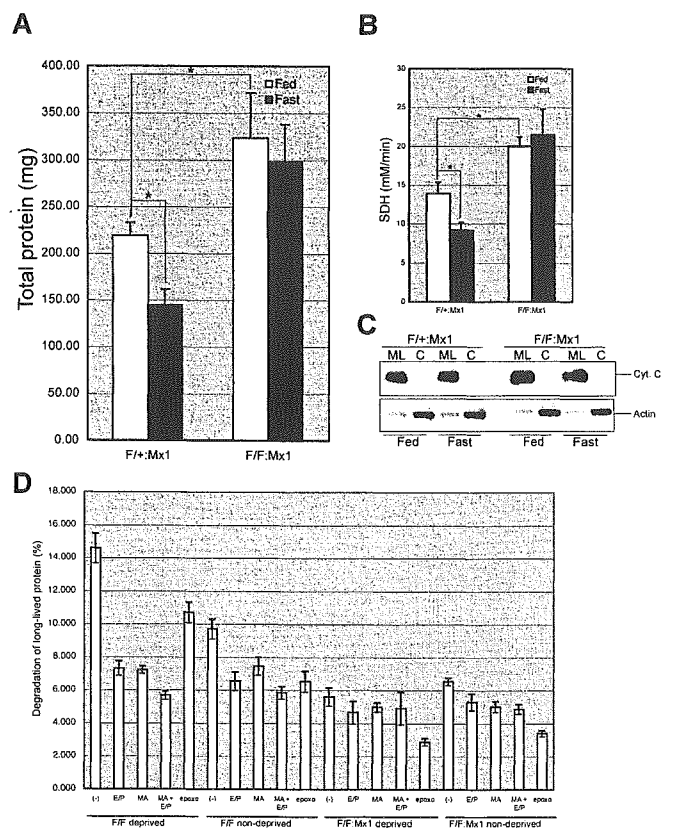 A
Total protein (mg)
400.00
350.00
300.00
250.00
200.00
150.00
100.00
50.00
0.00
Fed
Fast
*
*
F/+:Mx1
F/F:Mx1
B
SDH (mM/min)
30
25
20
15
10
5
0
Fed
Fast
*
*
F/+:Mx1
F/F:Mx1
C
F/+:Mx1 F/F:Mx1
ML C ML C ML C ML C
Cyt. C
Actin
Fed Fast Fed Fast
D
Degradation of long-lived protein (%)
18.000
16.000
14.000
12.000
10.000
8.000
6.000
4.000
2.000
0.000
(-) E/P MA MA + E/P epoxo (-) E/P MA MA + E/P epoxo (-) E/P MA MA + E/P epoxo (-) E/P MA MA + E/P epoxo
F/F deprived F/F non-deprived F/F:Mx1 deprived F/F:Mx1 non-deprived